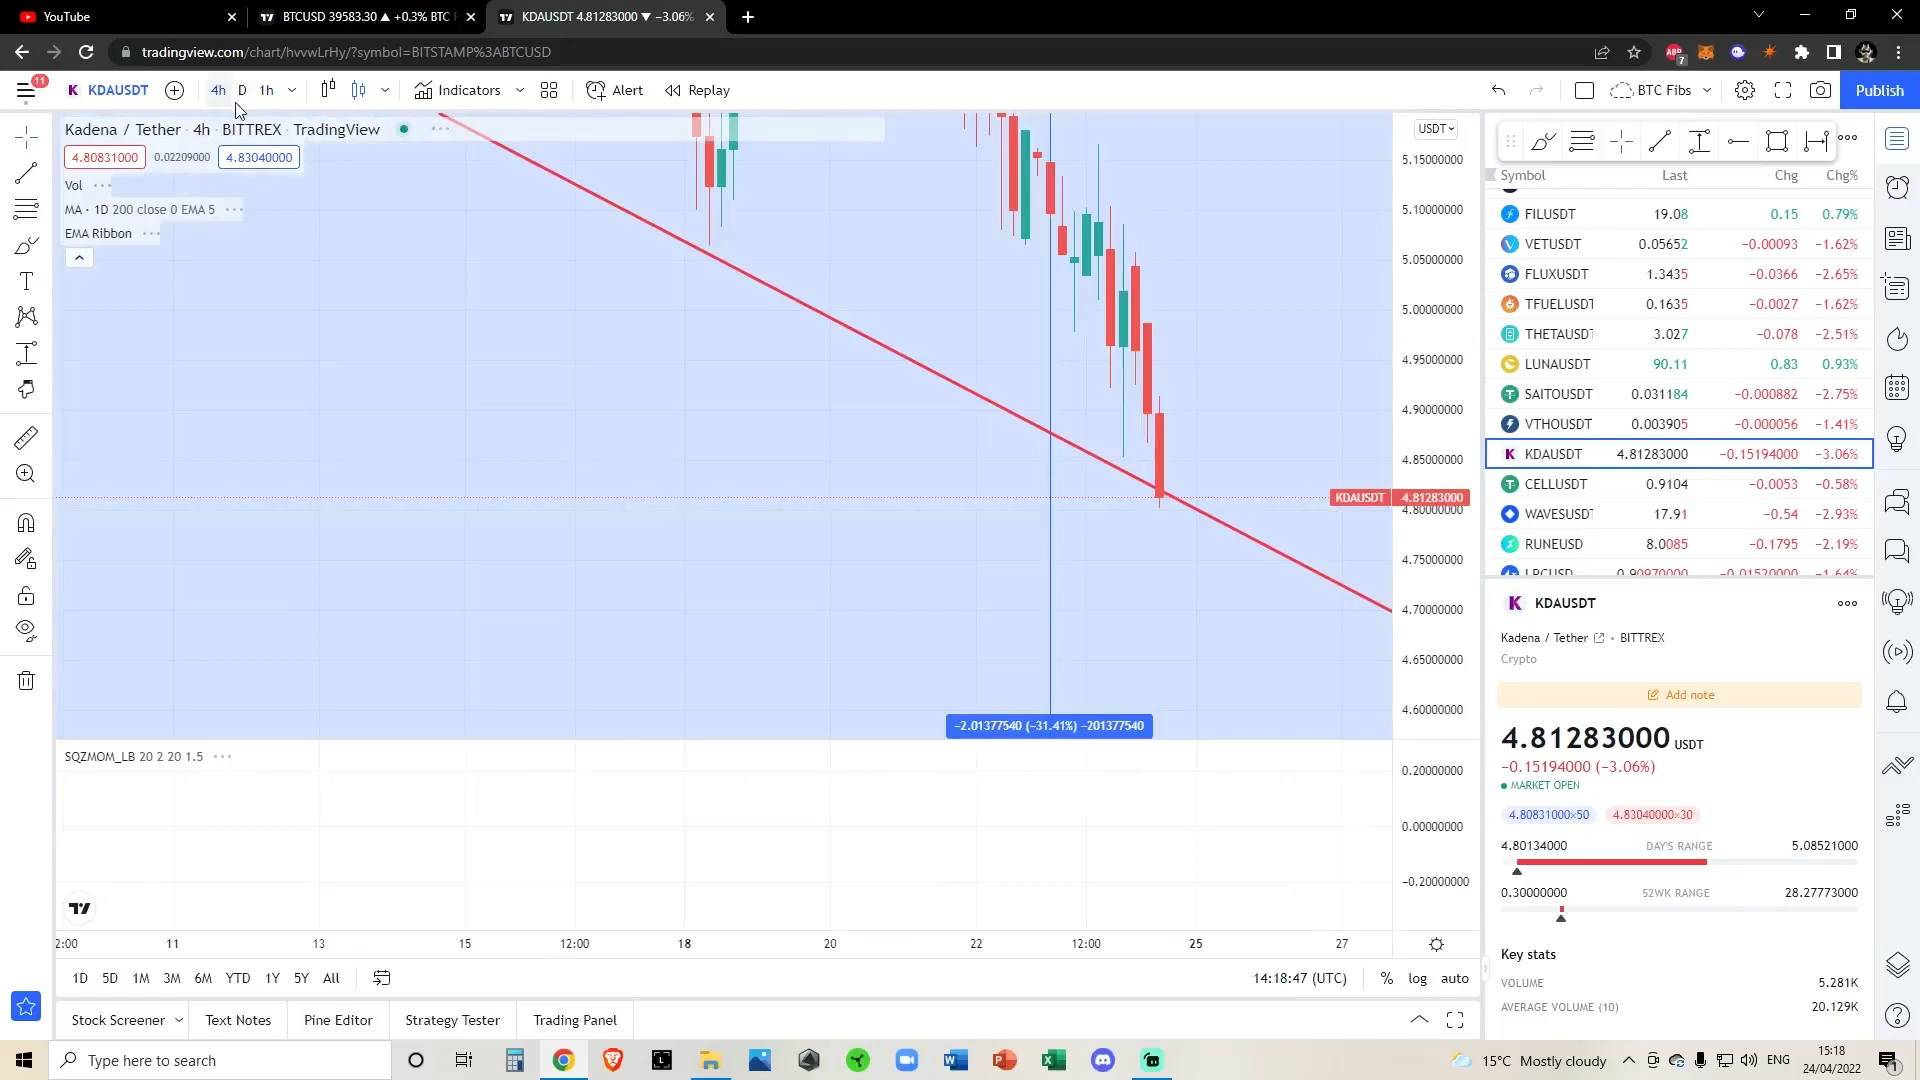 YouTube
BTCUSD 39583.30 ▲ +0.3% BTC F
KDAUSDT 4.81283000 ▼ −3.06%
tradingview.com/chart/hvvwLrHy/?symbol=BITSTAMP%3ABTCUSD
7
11
KDAUSDT
4h
D
1h
Indicators
Alert
Replay
BTC Fibs
Publish
Kadena / Tether · 4h · BITTREX · TradingView
4.80831000
0.02209000
4.83040000
Vol
MA · 1D 200 close 0 EMA 5
EMA Ribbon
USDT
5.15000000
5.10000000
5.05000000
5.00000000
4.95000000
4.90000000
4.85000000
KDAUSDT 4.81283000
4.80000000
4.75000000
4.70000000
4.65000000
4.60000000
−2.01377540 (−31.41%) −201377540
SQZMOM_LB 20 2 20 1.5
0.20000000
0.00000000
−0.20000000
2:00
11
13
15
12:00
18
20
22
12:00
25
27
1D
5D
1M
3M
6M
YTD
1Y
5Y
All
14:18:47 (UTC)
%
log
auto
Stock Screener
Text Notes
Pine Editor
Strategy Tester
Trading Panel
Symbol Last Chg Chg%
FILUSDT 19.08 0.15 0.79%
VETUSDT 0.05652 −0.00093 −1.62%
FLUXUSDT 1.3435 −0.0366 −2.65%
TFUELUSDT 0.1635 −0.0027 −1.62%
THETAUSDT 3.027 −0.078 −2.51%
LUNAUSDT 90.11 0.83 0.93%
SAITOUSDT 0.031184 −0.000882 −2.75%
VTHOUSDT 0.003905 −0.000056 −1.41%
KDAUSDT 4.81283000 −0.15194000 −3.06%
CELLUSDT 0.9104 −0.0053 −0.58%
WAVESUSDT 17.91 −0.54 −2.93%
RUNEUSD 8.0085 −0.1795 −2.19%
LRCUSD 0.90970000 −0.01520000 −1.64%
KDAUSDT
Kadena / Tether • BITTREX
Crypto
Add note
4.81283000 USDT
−0.15194000 (−3.06%)
MARKET OPEN
4.80831000×50
4.83040000×30
4.80134000 DAY'S RANGE 5.08521000
0.30000000 52WK RANGE 28.27773000
Key stats
VOLUME 5.281K
AVERAGE VOLUME (10) 20.129K
Type here to search
15°C Mostly cloudy
ENG
15:18
24/04/2022
1